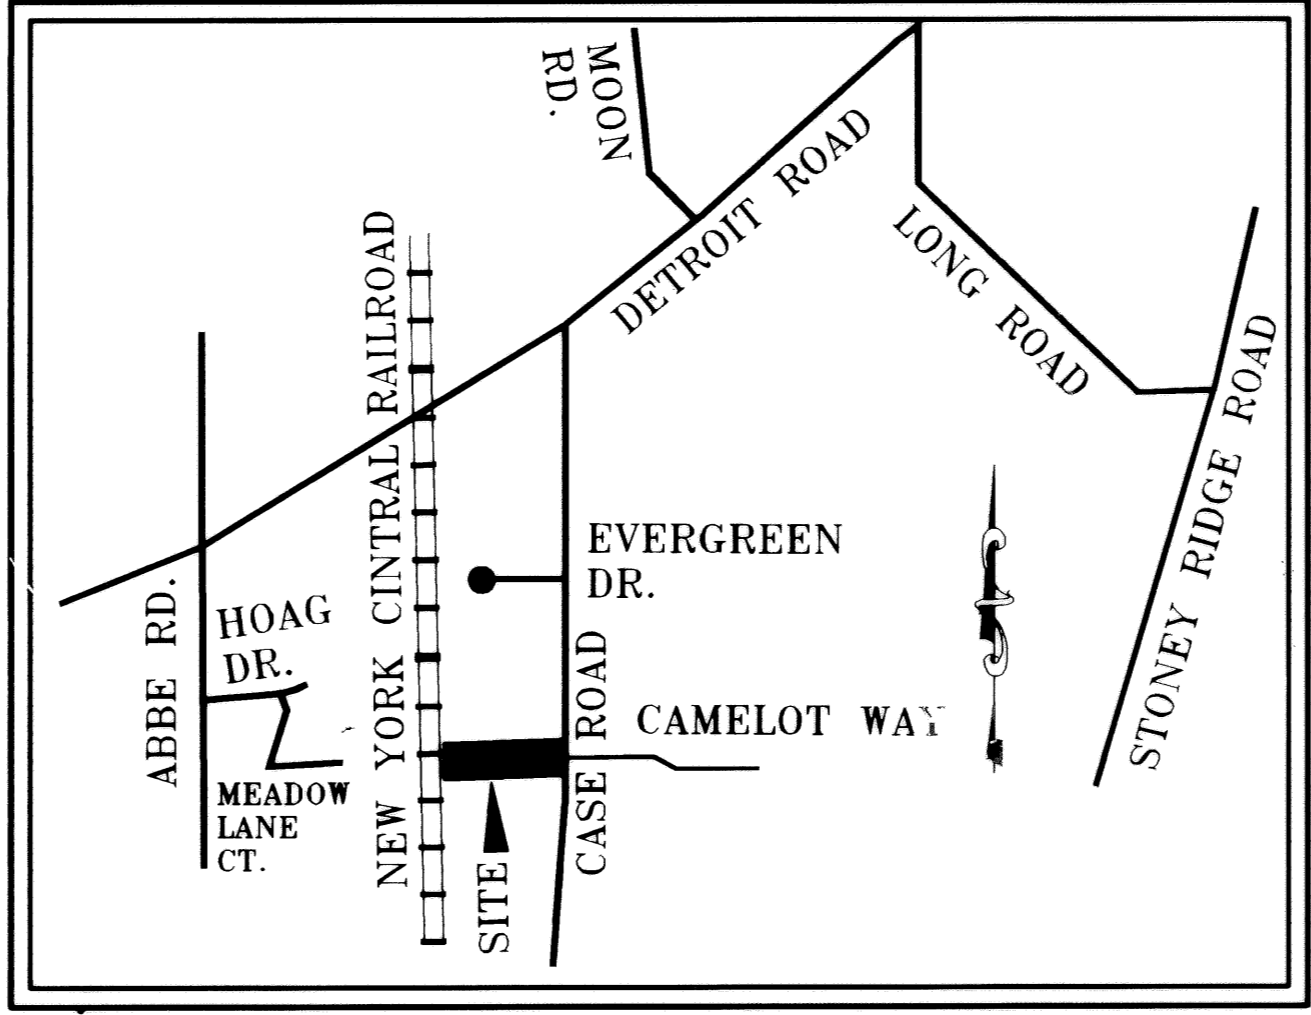 MOON
RD.
DETROIT ROAD
LONG ROAD
STONEY RIDGE ROAD
NEW YORK CINTRAL RAILROAD
EVERGREEN
DR.
ABBE RD.
HOAG
DR.
CASE ROAD
CAMELOT WAY
MEADOW
LANE
CT.
SITE